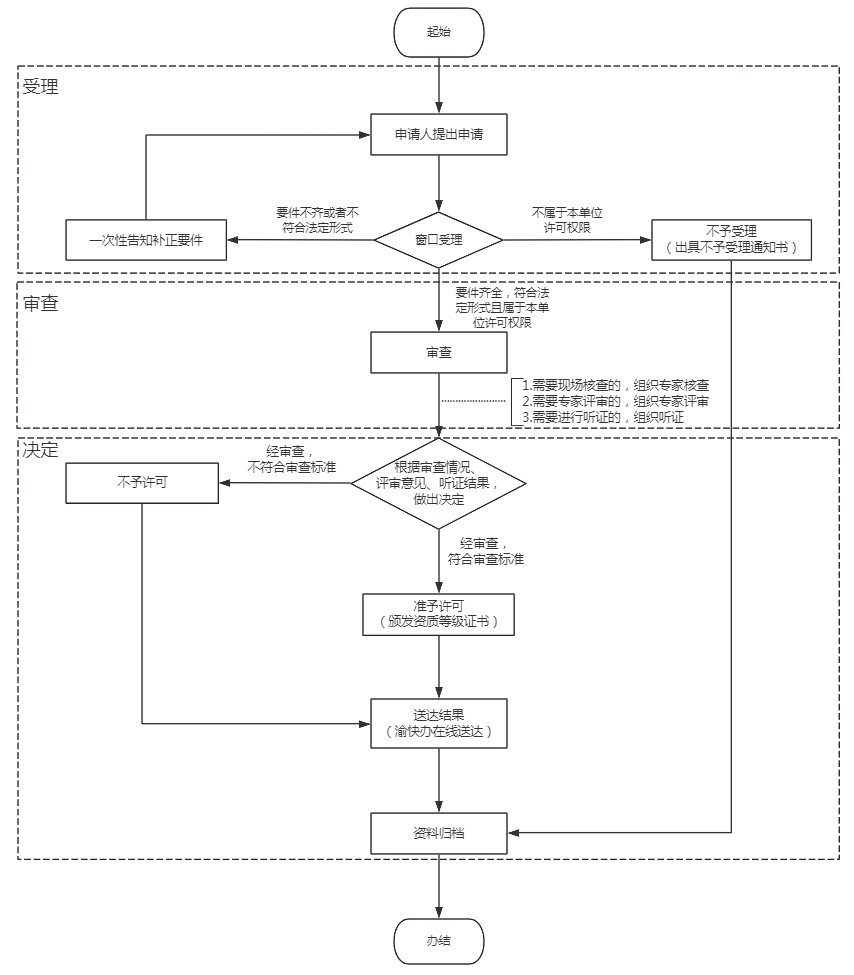 起始
受理
申请人提出申请
要件不齐或者不
符合法定形式
不属于本单位
许可权限
一次性告知补正要件
窗口受理
不予受理
（出具不予受理通知书）
审查
要件齐全，符合法
定形式且属于本单
位许可权限
审查
1.需要现场核查的，组织专家核查
2.需要专家评审的，组织专家评审
3.需要进行听证的，组织听证
决定
经审查，
不符合审查标准
不予许可
根据审查情况、
评审意见、听证结果，
做出决定
经审查，
符合审查标准
准予许可
（颁发资质等级证书）
送达结果
（渝快办在线送达）
资料归档
办结